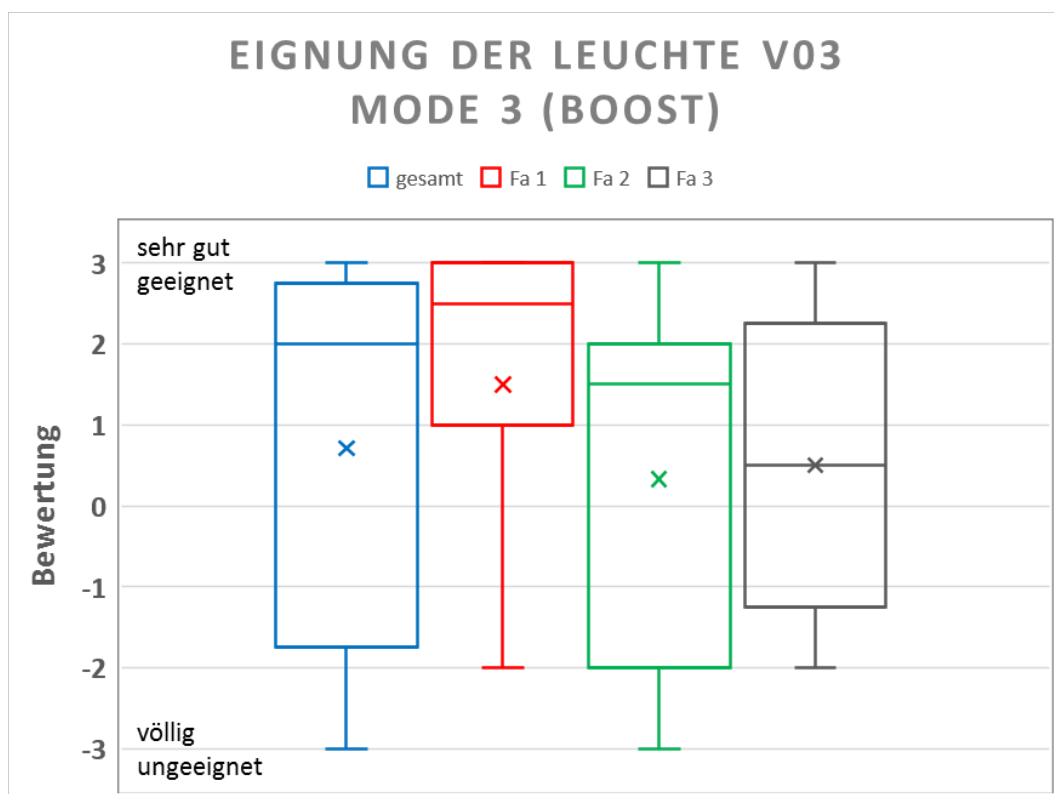 EIGNUNG DER LEUCHTE V03
MODE 3 (BOOST)
gesamt Fa 1 Fa 2 Fa 3
sehr gut
geeignet
3
2
1
0
-1
-2
-3
Bewertung
völlig
ungeeignet